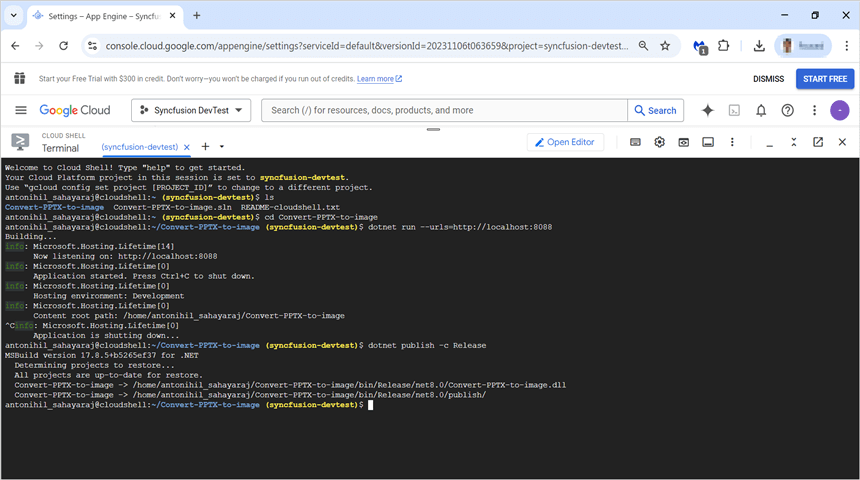 Settings – App Engine – Syncfus
console.cloud.google.com/appengine/settings?serviceId=default&versionId=20231106t063659&project=syncfusion-devtest...
1
Start your Free Trial with $300 in credit. Don't worry—you won't be charged if you run out of credits. Learn more
DISMISS
START FREE
Google Cloud
Syncfusion DevTest
Search (/) for resources, docs, products, and more
Search
CLOUD SHELL
Terminal
(syncfusion-devtest)
Open Editor
Welcome to Cloud Shell! Type "help" to get started.
Your Cloud Platform project in this session is set to syncfusion-devtest.
Use "gcloud config set project [PROJECT_ID]" to change to a different project.
antonihil_sahayaraj@cloudshell:~ (syncfusion-devtest)$ ls
Convert-PPTX-to-image  Convert-PPTX-to-image.sln  README-cloudshell.txt
antonihil_sahayaraj@cloudshell:~ (syncfusion-devtest)$ cd Convert-PPTX-to-image
antonihil_sahayaraj@cloudshell:~/Convert-PPTX-to-image (syncfusion-devtest)$ dotnet run --urls=http://localhost:8088
Building...
info: Microsoft.Hosting.Lifetime[14]
Now listening on: http://localhost:8088
info: Microsoft.Hosting.Lifetime[0]
Application started. Press Ctrl+C to shut down.
info: Microsoft.Hosting.Lifetime[0]
Hosting environment: Development
info: Microsoft.Hosting.Lifetime[0]
Content root path: /home/antonihil_sahayaraj/Convert-PPTX-to-image
^Cinfo: Microsoft.Hosting.Lifetime[0]
Application is shutting down...
antonihil_sahayaraj@cloudshell:~/Convert-PPTX-to-image (syncfusion-devtest)$ dotnet publish -c Release
MSBuild version 17.8.5+b5265ef37 for .NET
Determining projects to restore...
All projects are up-to-date for restore.
Convert-PPTX-to-image -> /home/antonihil_sahayaraj/Convert-PPTX-to-image/bin/Release/net8.0/Convert-PPTX-to-image.dll
Convert-PPTX-to-image -> /home/antonihil_sahayaraj/Convert-PPTX-to-image/bin/Release/net8.0/publish/
antonihil_sahayaraj@cloudshell:~/Convert-PPTX-to-image (syncfusion-devtest)$